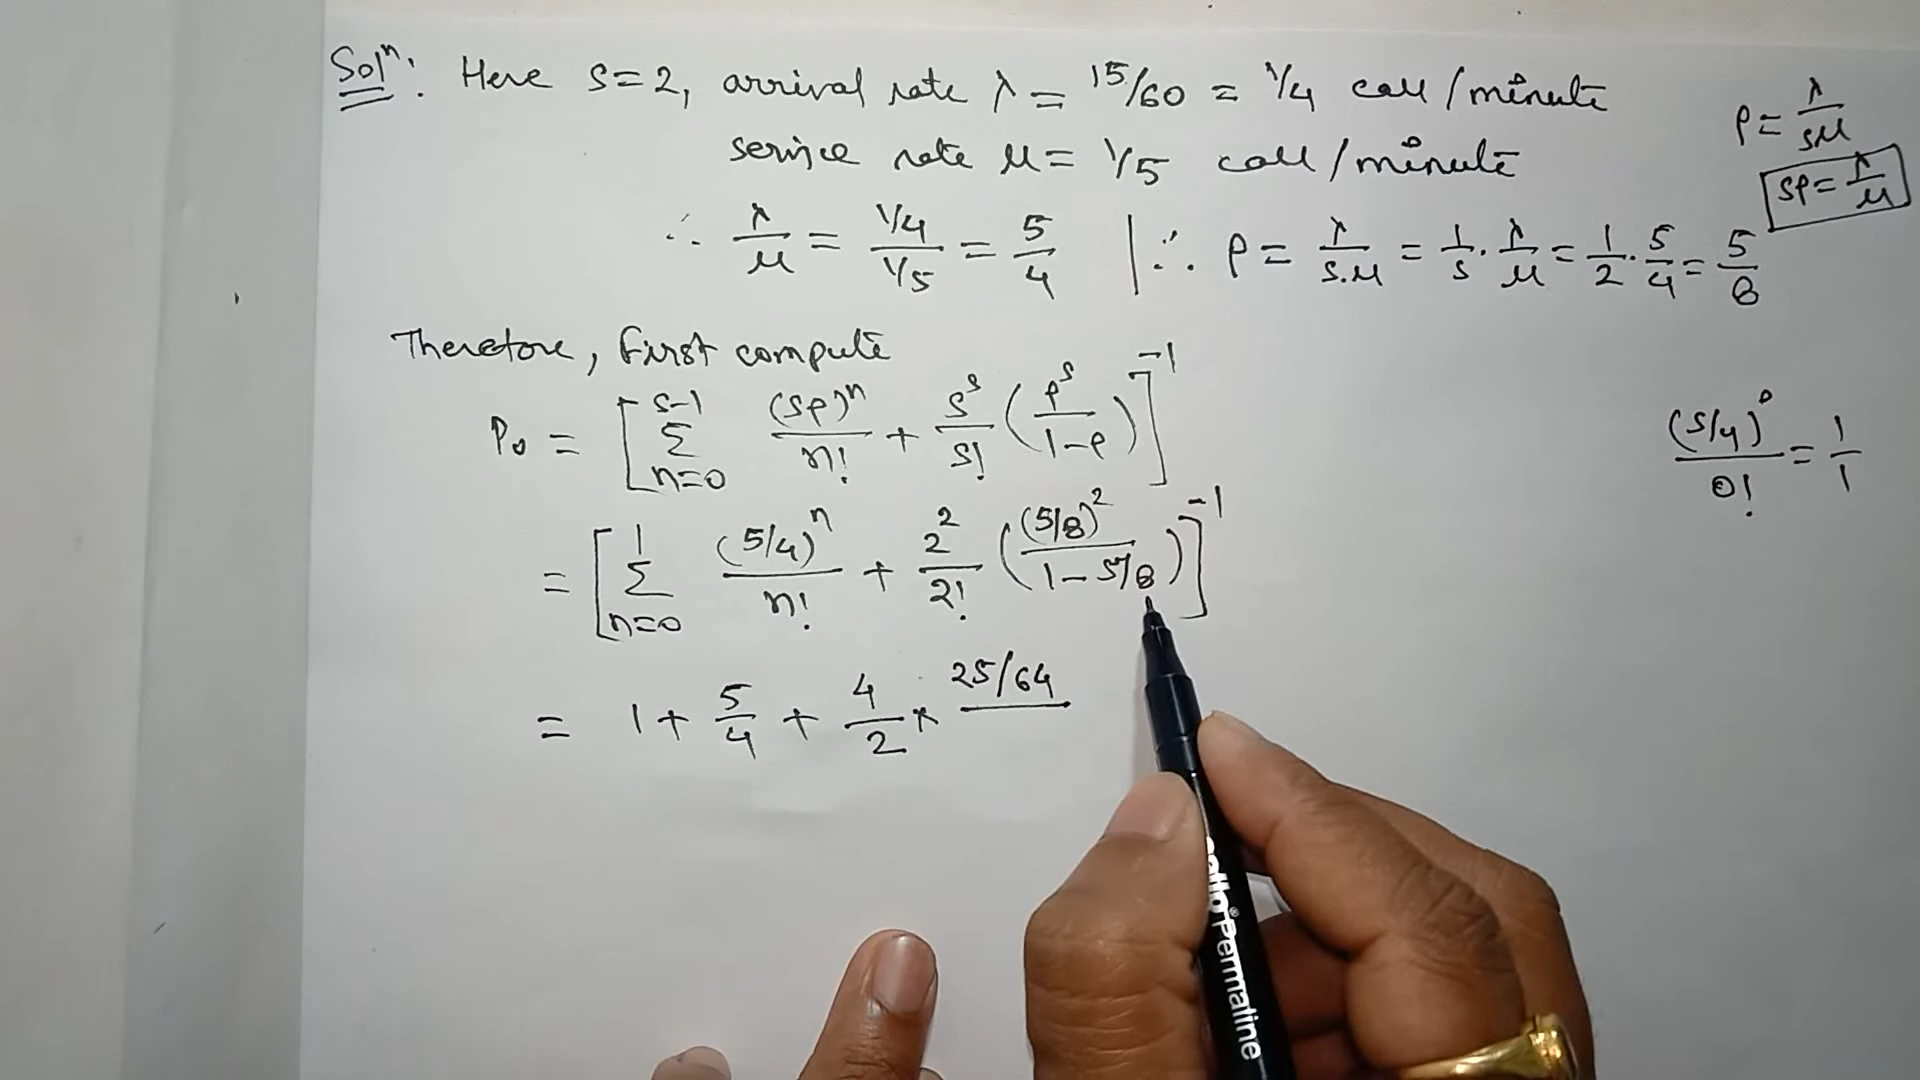 Solⁿ: Here s=2, arrival rate λ = 15/60 = 1/4 call/minute
service rate μ = 1/5 call/minute
ρ = λ/sμ
sρ = λ/μ
∴ λ/μ = (1/4)/(1/5) = 5/4 | ∴ ρ = λ/s.μ = 1/s · λ/μ = 1/2 · 5/4 = 5/8
Therefore, first compute
P₀ = [ Σ_{n=0}^{s-1} (sρ)ⁿ/n! + s^s/s! ( ρ^s/(1-ρ) ) ]⁻¹
(5/4)⁰/0! = 1/1
= [ Σ_{n=0}^{1} (5/4)ⁿ/n! + 2²/2! ( (5/8)²/(1-5/8) ) ]⁻¹
= 1 + 5/4 + 4/2 × 25/64
Cello® Permatine